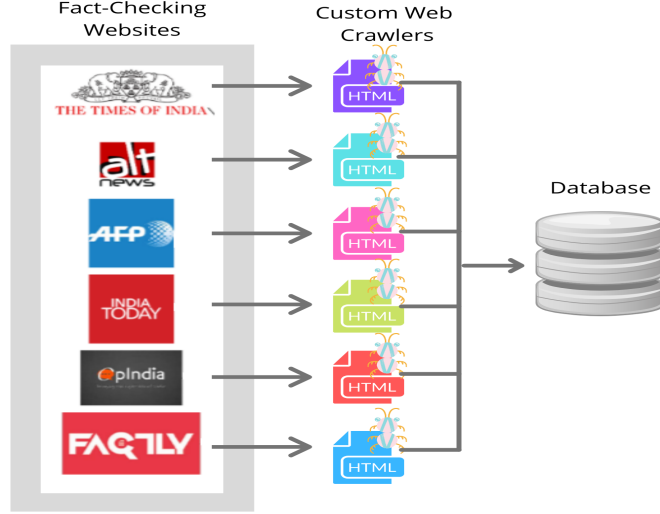 Fact-Checking
Websites
Custom Web
Crawlers
THE TIMES OF INDIA
HTML
alt
news
HTML
Database
AFP
HTML
INDIA
TODAY
HTML
OpIndia
HTML
FACTLY
HTML